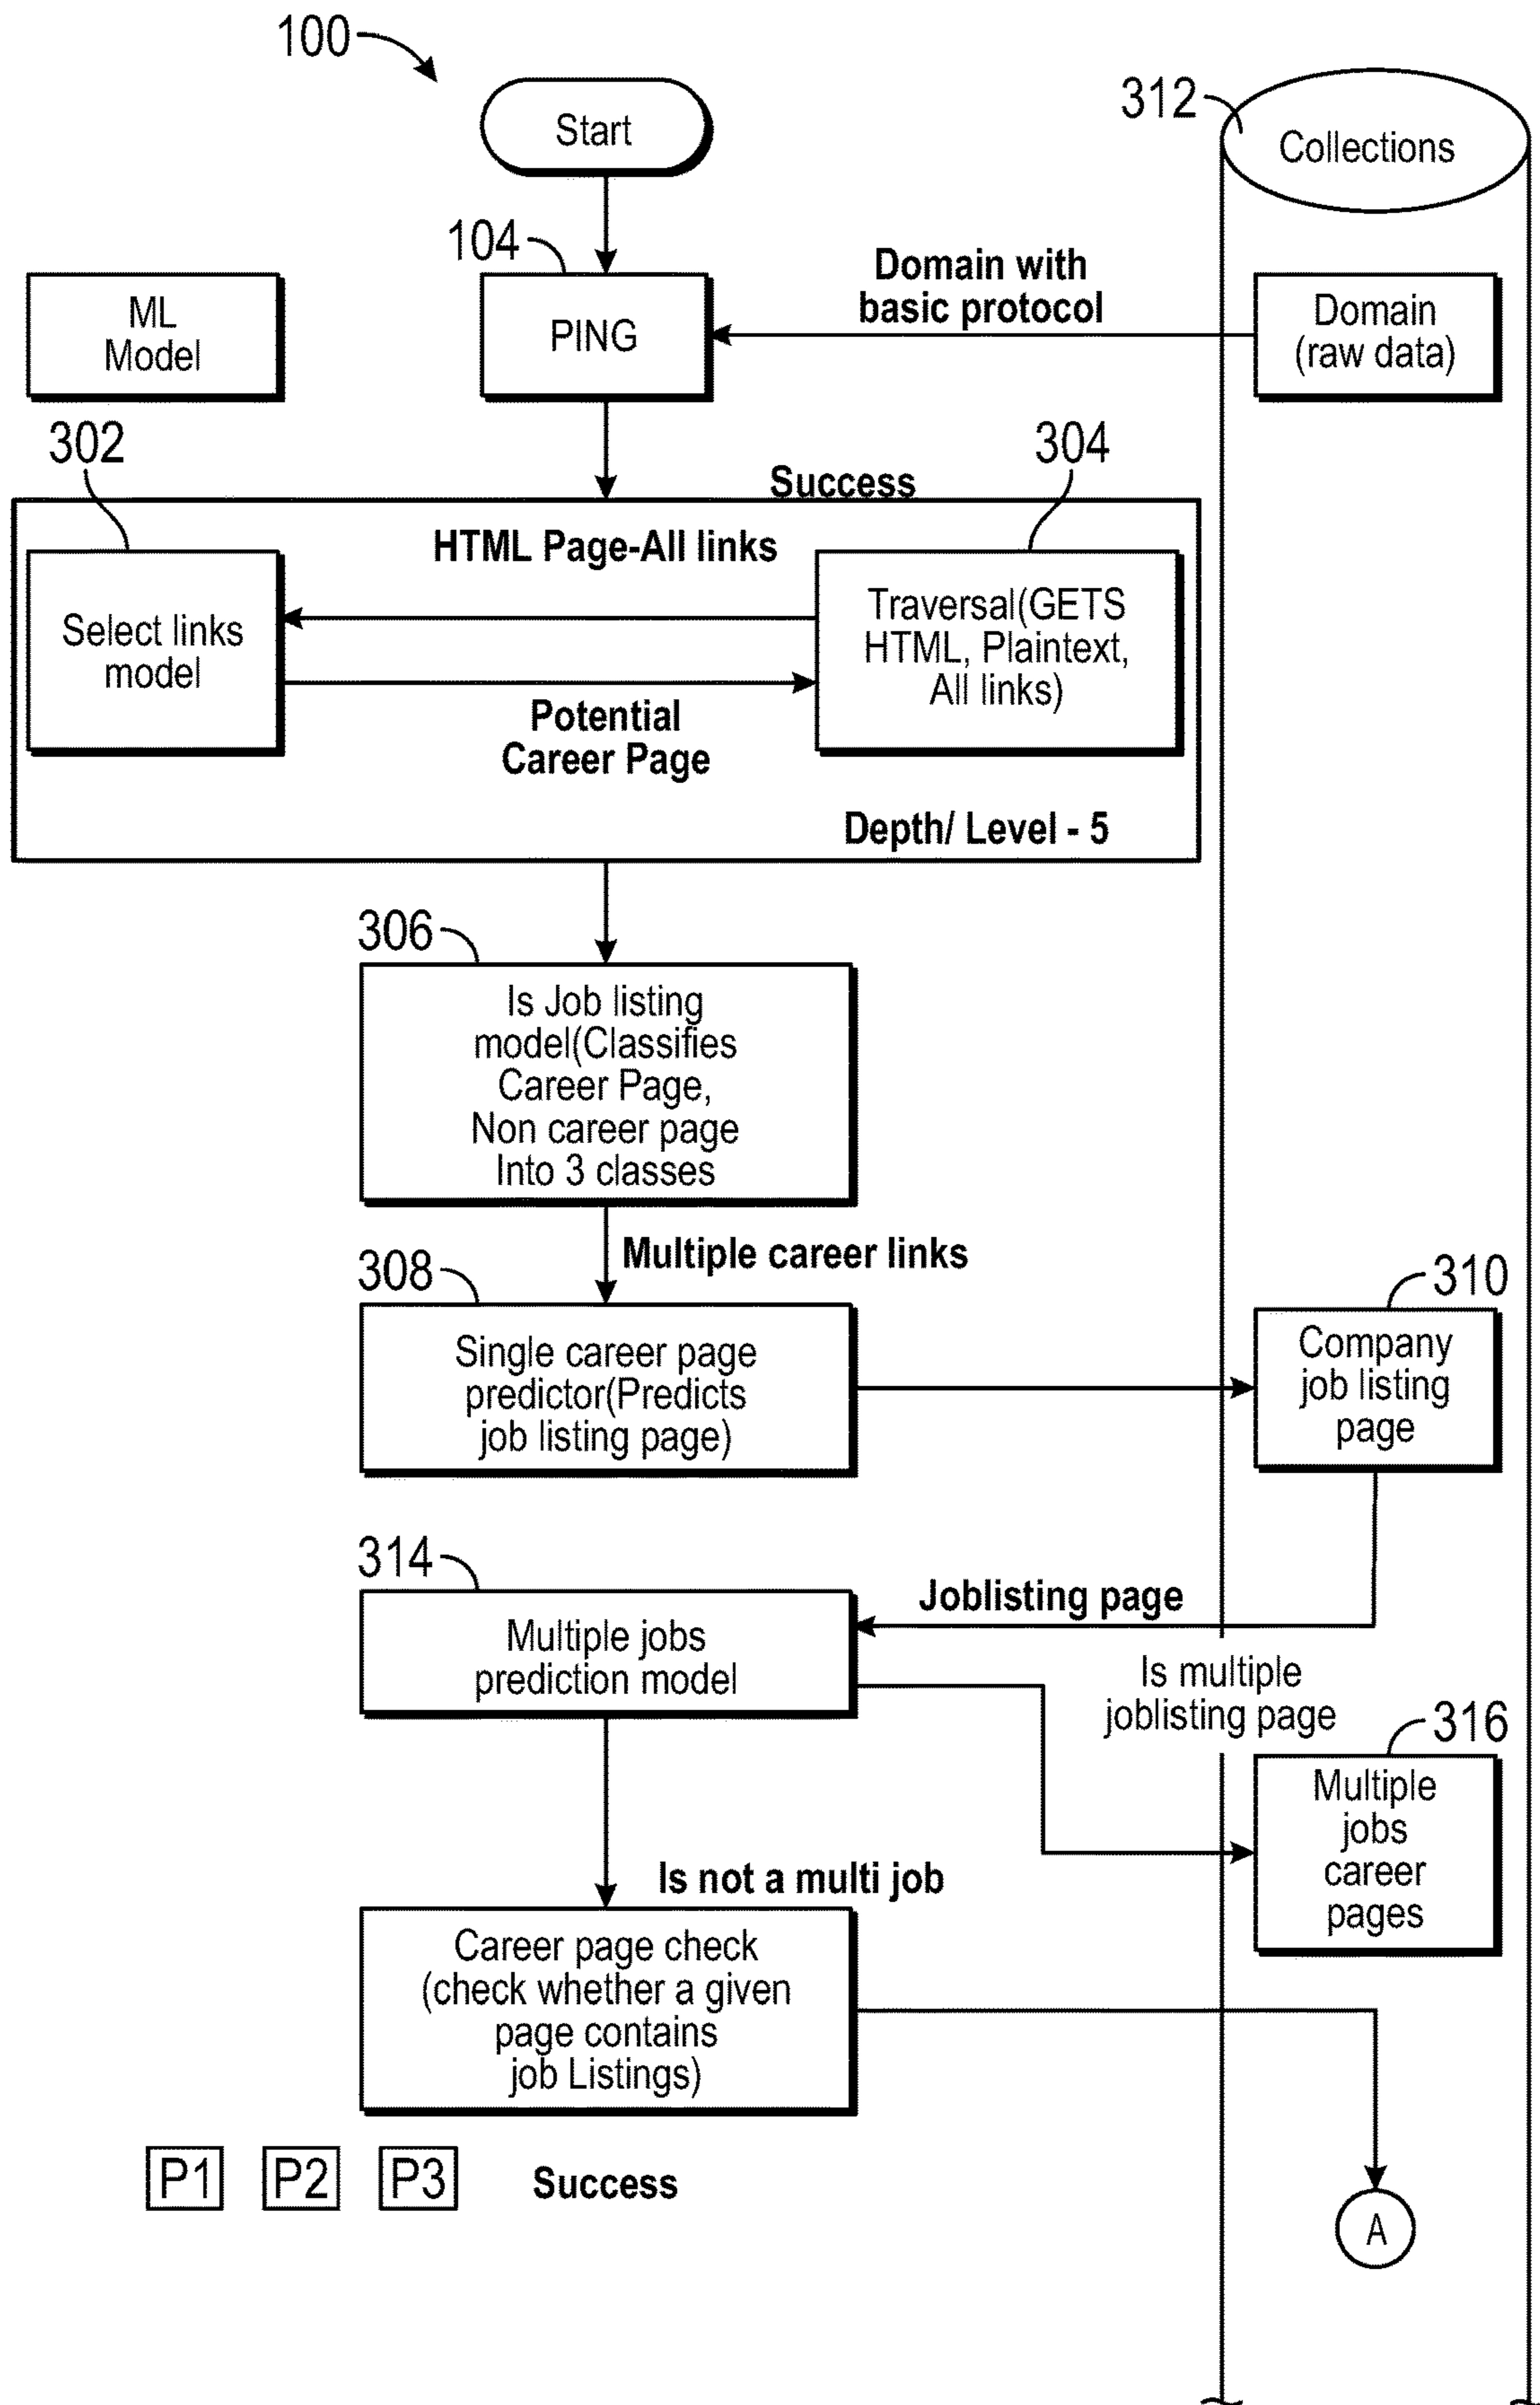 100
Start
312
Collections
104
PING
Domain with
basic protocol
Domain
(raw data)
ML
Model
302
304
Success
HTML Page-All links
Select links
model
Traversal(GETS
HTML, Plaintext,
All links)
Potential
Career Page
Depth/ Level - 5
306
Is Job listing
model(Classifies
Career Page,
Non career page
Into 3 classes
Multiple career links
308
Single career page
predictor(Predicts
job listing page)
310
Company
job listing
page
314
Joblisting page
Multiple jobs
prediction model
Is multiple
joblisting page
316
Multiple
jobs
career
pages
Is not a multi job
Career page check
(check whether a given
page contains
job Listings)
P1 P2 P3 Success
A